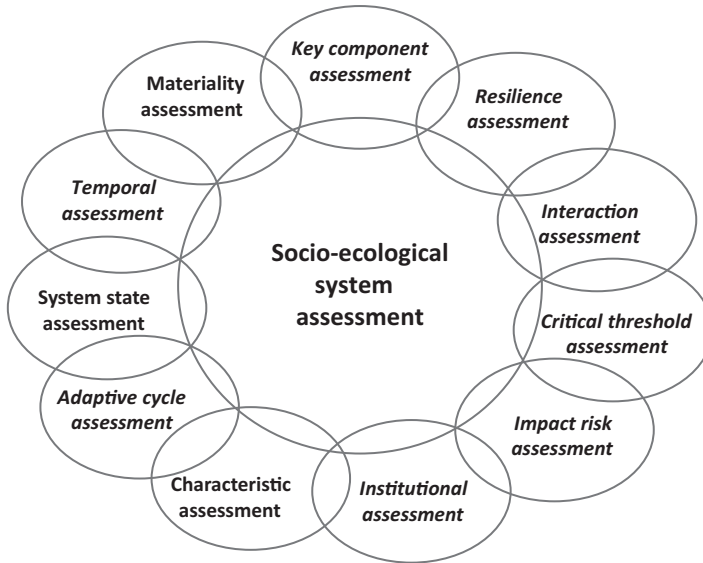 Key component
assessment
Resilience
assessment
Interaction
assessment
Critical threshold
assessment
Impact risk
assessment
Institutional
assessment
Characteristic
assessment
Adaptive cycle
assessment
System state
assessment
Temporal
assessment
Materiality
assessment
Socio-ecological
system
assessment